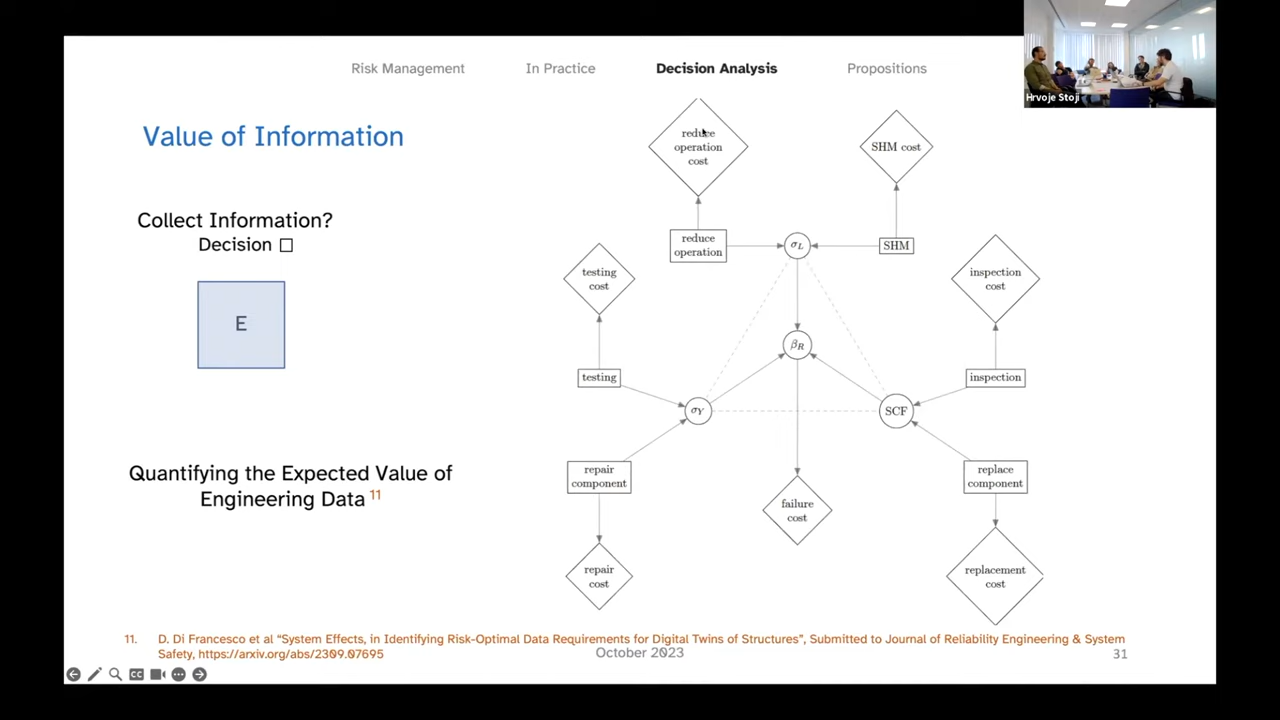 Risk Management
In Practice
Decision Analysis
Propositions
Hrvoje Stoji
Value of Information
Collect Information?
Decision □
E
Quantifying the Expected Value of
Engineering Data 11
reduce
operation
cost
SHM cost
reduce
operation
σL
SHM
testing
cost
inspection
cost
βR
testing
inspection
σY
SCF
repair
component
replace
component
failure
cost
repair
cost
replacement
cost
11. D. Di Francesco et al “System Effects, in Identifying Risk-Optimal Data Requirements for Digital Twins of Structures”, Submitted to Journal of Reliability Engineering & System
Safety, https://arxiv.org/abs/2309.07695
October 2023
31
CC